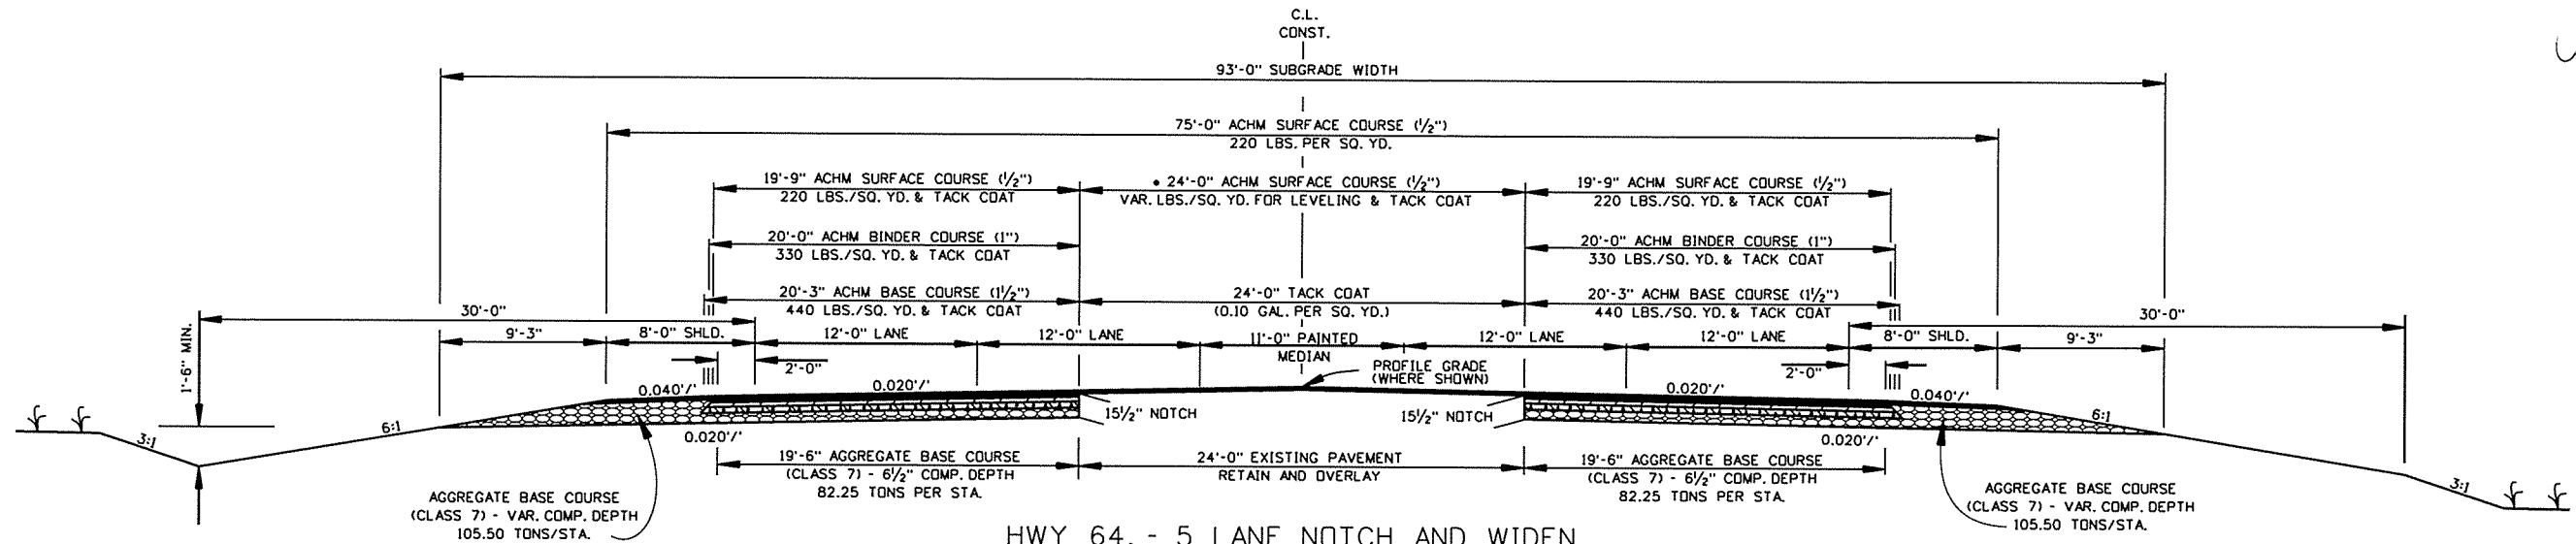 C.L.
CONST.
93'-0" SUBGRADE WIDTH
75'-0" ACHM SURFACE COURSE (1/2")
220 LBS. PER SQ. YD.
19'-9" ACHM SURFACE COURSE (1/2")
220 LBS./SQ. YD. & TACK COAT
• 24'-0" ACHM SURFACE COURSE (1/2")
VAR. LBS./SQ. YD. FOR LEVELING & TACK COAT
19'-9" ACHM SURFACE COURSE (1/2")
220 LBS./SQ. YD. & TACK COAT
20'-0" ACHM BINDER COURSE (1")
330 LBS./SQ. YD. & TACK COAT
20'-0" ACHM BINDER COURSE (1")
330 LBS./SQ. YD. & TACK COAT
20'-3" ACHM BASE COURSE (1 1/2")
440 LBS./SQ. YD. & TACK COAT
24'-0" TACK COAT
(0.10 GAL. PER SQ. YD.)
20'-3" ACHM BASE COURSE (1 1/2")
440 LBS./SQ. YD. & TACK COAT
1'-6" MIN.
30'-0"
30'-0"
9'-3"
8'-0" SHLD.
12'-0" LANE
12'-0" LANE
11'-0" PAINTED
MEDIAN
12'-0" LANE
12'-0" LANE
8'-0" SHLD.
9'-3"
2'-0"
PROFILE GRADE
(WHERE SHOWN)
2'-0"
0.040'/'
0.020'/'
0.020'/'
0.040'/'
15 1/2" NOTCH
15 1/2" NOTCH
3:1
6:1
6:1
3:1
0.020'/'
0.020'/'
19'-6" AGGREGATE BASE COURSE
(CLASS 7) - 6 1/2" COMP. DEPTH
82.25 TONS PER STA.
24'-0" EXISTING PAVEMENT
RETAIN AND OVERLAY
19'-6" AGGREGATE BASE COURSE
(CLASS 7) - 6 1/2" COMP. DEPTH
82.25 TONS PER STA.
AGGREGATE BASE COURSE
(CLASS 7) - VAR. COMP. DEPTH
105.50 TONS/STA.
AGGREGATE BASE COURSE
(CLASS 7) - VAR. COMP. DEPTH
105.50 TONS/STA.
HWY 64. - 5 LANE NOTCH AND WIDEN